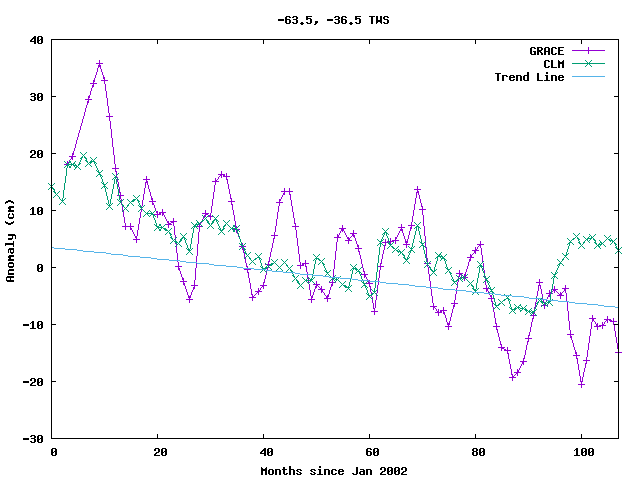 -63.5, -36.5 TWS
GRACE
CLM
Trend Line
40
30
20
10
0
-10
-20
-30
Anomaly (cm)
0 20 40 60 80 100
Months since Jan 2002